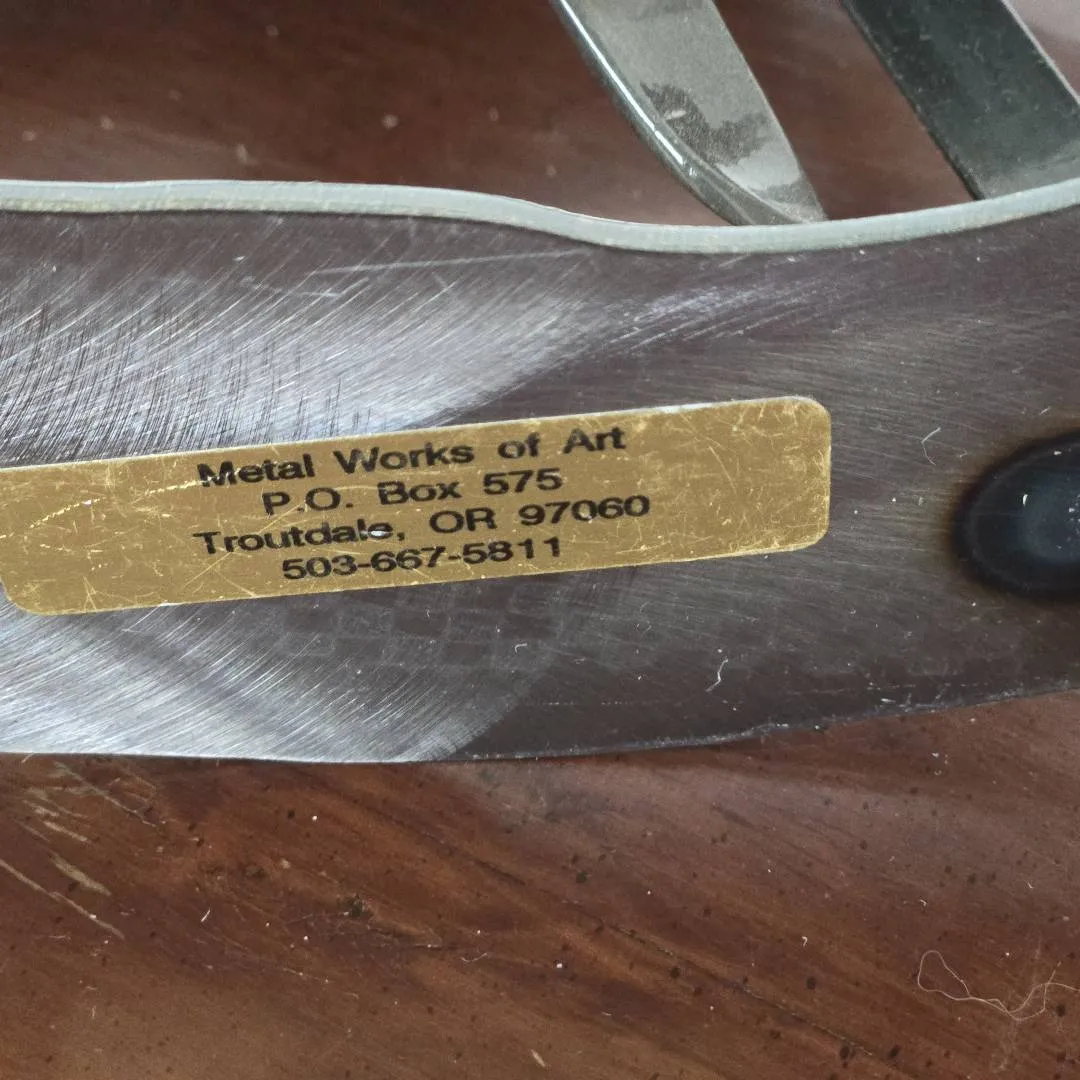 Metal Works of Art
P.O. Box 575
Troutdale, OR 97060
503-667-5811